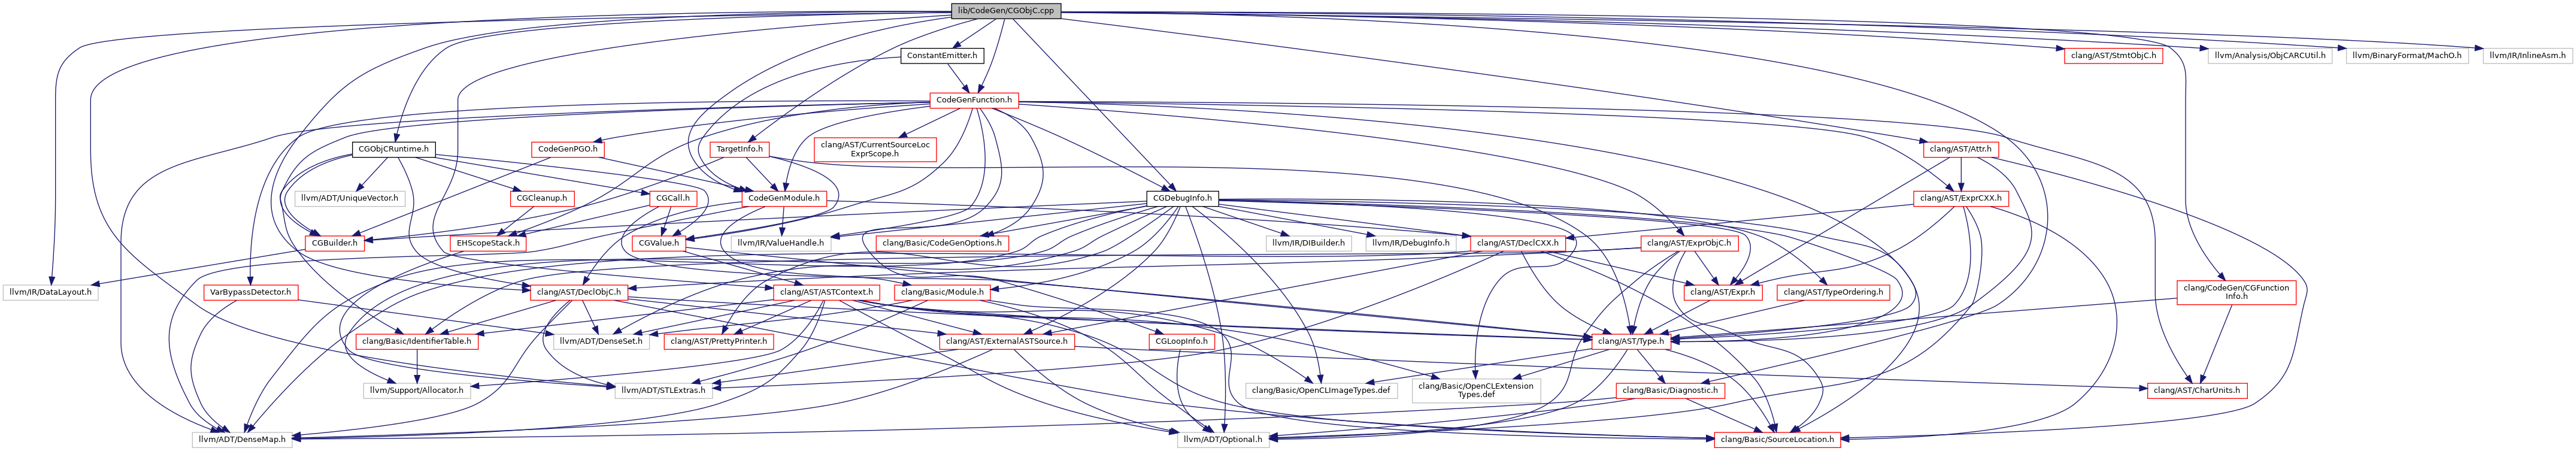 lib/CodeGen/CGObjC.cpp
ConstantEmitter.h
clang/AST/StmtObjC.h
llvm/Analysis/ObjCARCUtil.h
llvm/BinaryFormat/MachO.h
llvm/IR/InlineAsm.h
CodeGenFunction.h
CGObjCRuntime.h
CodeGenPGO.h
TargetInfo.h
clang/AST/CurrentSourceLoc
ExprScope.h
clang/AST/Attr.h
llvm/ADT/UniqueVector.h
CGCleanup.h
CGCall.h
CodeGenModule.h
CGDebugInfo.h
clang/AST/ExprCXX.h
CGBuilder.h
EHScopeStack.h
CGValue.h
llvm/IR/ValueHandle.h
clang/Basic/CodeGenOptions.h
llvm/IR/DIBuilder.h
llvm/IR/DebugInfo.h
clang/AST/DeclCXX.h
clang/AST/ExprObjC.h
llvm/IR/DataLayout.h
VarBypassDetector.h
clang/AST/DeclObjC.h
clang/AST/ASTContext.h
clang/Basic/Module.h
clang/AST/Expr.h
clang/AST/TypeOrdering.h
clang/CodeGen/CGFunction
Info.h
clang/Basic/IdentifierTable.h
llvm/ADT/DenseSet.h
clang/AST/PrettyPrinter.h
clang/AST/ExternalASTSource.h
CGLoopInfo.h
clang/AST/Type.h
llvm/Support/Allocator.h
llvm/ADT/STLExtras.h
clang/Basic/OpenCLImageTypes.def
clang/Basic/OpenCLExtension
Types.def
clang/Basic/Diagnostic.h
clang/AST/CharUnits.h
llvm/ADT/DenseMap.h
llvm/ADT/Optional.h
clang/Basic/SourceLocation.h